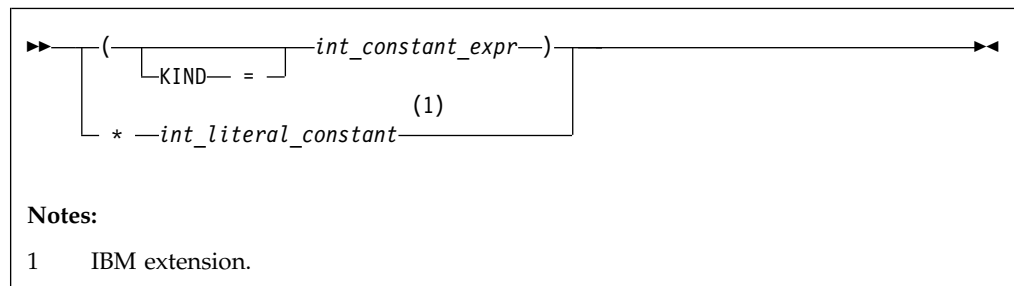 ( int_constant_expr )
KIND =
(1)
* int_literal_constant
Notes:
1 IBM extension.